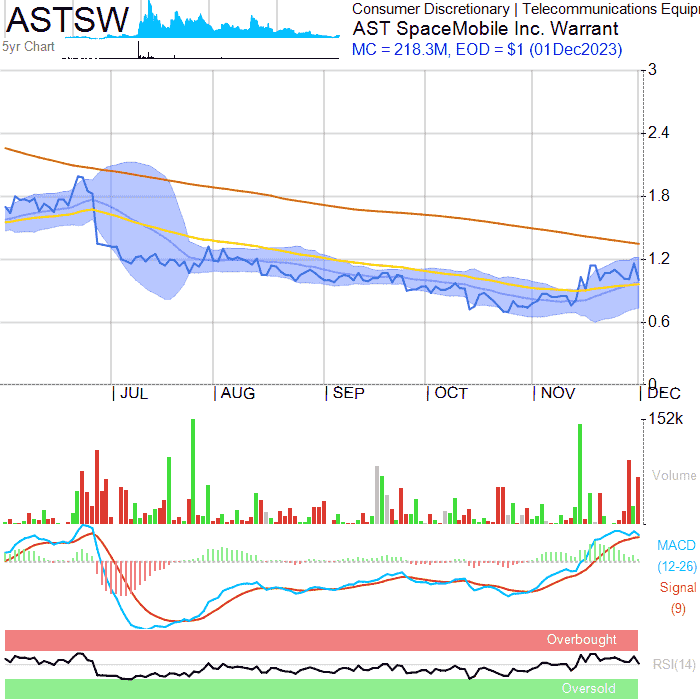 ASTSW
5yr Chart
Consumer Discretionary | Telecommunications Equip
AST SpaceMobile Inc. Warrant
MC = 218.3M, EOD = $1 (01Dec2023)
3
2.4
1.8
1.2
0.6
0
JUL AUG SEP OCT NOV DEC
152k
Volume
MACD
(12-26)
Signal
(9)
Overbought
RSI(14)
Oversold